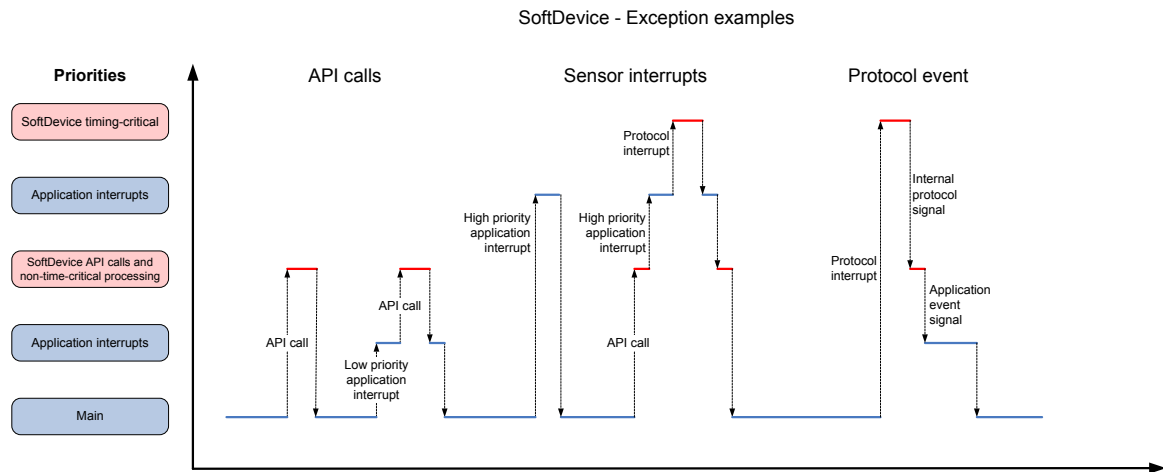 SoftDevice - Exception examples
Priorities
API calls
Sensor interrupts
Protocol event
SoftDevice timing-critical
Application interrupts
SoftDevice API calls and
non-time-critical processing
Application interrupts
Main
API call
Low priority
application
interrupt
API call
High priority
application
interrupt
API call
High priority
application
interrupt
Protocol
interrupt
Protocol
interrupt
Internal
protocol
signal
Application
event
signal